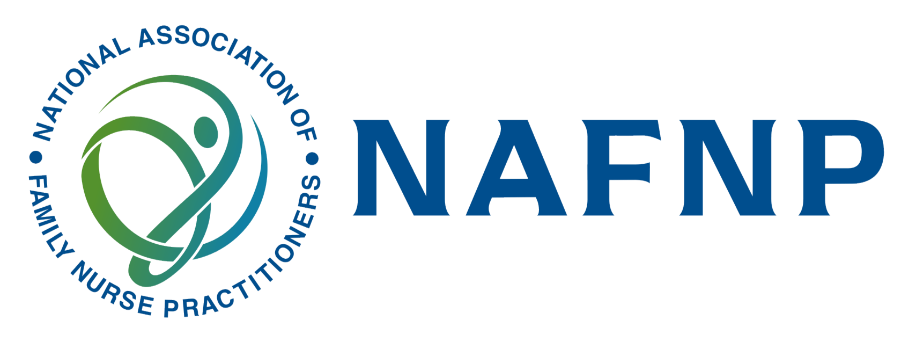 NATIONAL ASSOCIATION OF
• FAMILY NURSE PRACTITIONERS •
NAFNP